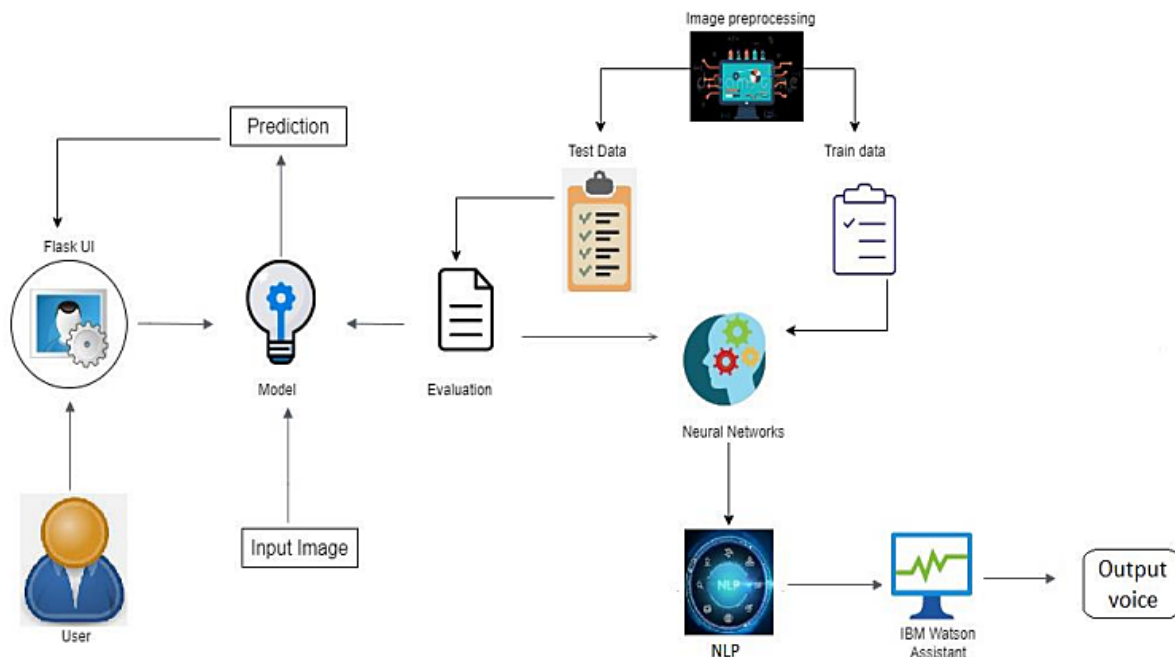 Image preprocessing
Prediction
Test Data
Train data
Flask UI
Model
Evaluation
Neural Networks
Input Image
NLP
User
NLP
IBM Watson
Assistant
Output
voice